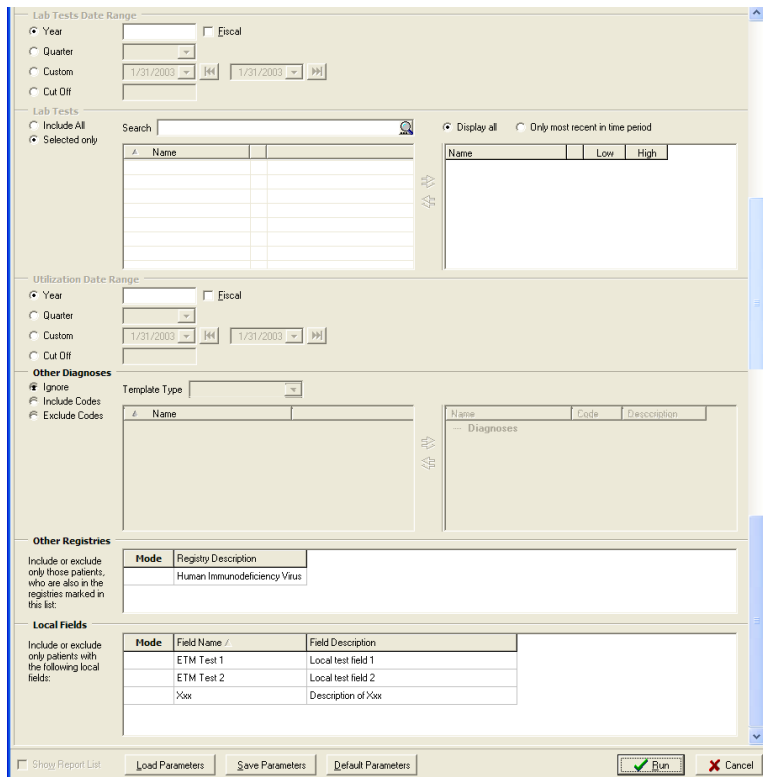 Lab Tests Date Range
Year
Fiscal
Quarter
Custom
1/31/2003
1/31/2003
Cut Off
Lab Tests
Include All
Selected only
Search
Display all
Only most recent in time period
Name
Name Low High
Utilization Date Range
Year
Fiscal
Quarter
Custom
1/31/2003
1/31/2003
Cut Off
Other Diagnoses
Ignore
Include Codes
Exclude Codes
Template Type
Name
Name Code Description
Diagnoses
Other Registries
Include or exclude
only those patients,
who are also in the
registries marked in
this list:
Mode Registry Description
Human Immunodeficiency Virus
Local Fields
Include or exclude
only patients with
the following local
fields:
Mode Field Name Field Description
ETM Test 1 Local test field 1
ETM Test 2 Local test field 2
Xxx Description of Xxx
Show Report List
Load Parameters
Save Parameters
Default Parameters
Run
Cancel